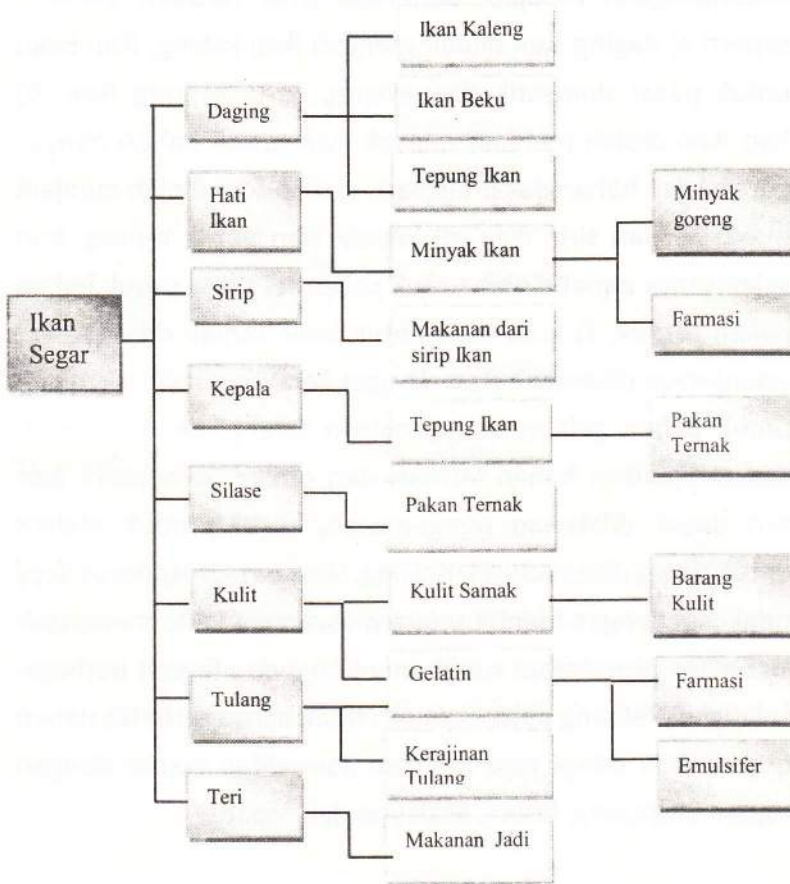 Ikan
Segar
Daging
Hati
Ikan
Sirip
Kepala
Silase
Kulit
Tulang
Teri
Ikan Kaleng
Ikan Beku
Tepung Ikan
Minyak Ikan
Makanan dari
sirip Ikan
Tepung Ikan
Pakan Ternak
Kulit Samak
Gelatin
Kerajinan
Tulang
Makanan Jadi
Minyak
goreng
Farmasi
Pakan
Ternak
Barang
Kulit
Farmasi
Emulsifer